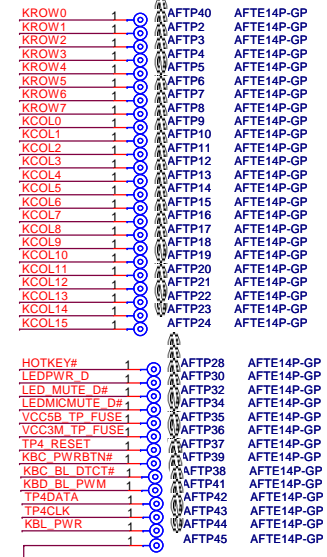 KROW0 1 AFTP40 AFTE14P-GP
KROW1 1 AFTP2 AFTE14P-GP
KROW2 1 AFTP3 AFTE14P-GP
KROW3 1 AFTP4 AFTE14P-GP
KROW4 1 AFTP5 AFTE14P-GP
KROW5 1 AFTP6 AFTE14P-GP
KROW6 1 AFTP7 AFTE14P-GP
KROW7 1 AFTP8 AFTE14P-GP
KCOL0 1 AFTP9 AFTE14P-GP
KCOL1 1 AFTP10 AFTE14P-GP
KCOL2 1 AFTP11 AFTE14P-GP
KCOL3 1 AFTP12 AFTE14P-GP
KCOL4 1 AFTP13 AFTE14P-GP
KCOL5 1 AFTP14 AFTE14P-GP
KCOL6 1 AFTP15 AFTE14P-GP
KCOL7 1 AFTP16 AFTE14P-GP
KCOL8 1 AFTP17 AFTE14P-GP
KCOL9 1 AFTP18 AFTE14P-GP
KCOL10 1 AFTP19 AFTE14P-GP
KCOL11 1 AFTP20 AFTE14P-GP
KCOL12 1 AFTP21 AFTE14P-GP
KCOL13 1 AFTP22 AFTE14P-GP
KCOL14 1 AFTP23 AFTE14P-GP
KCOL15 1 AFTP24 AFTE14P-GP
HOTKEY# 1 AFTP28 AFTE14P-GP
LEDPWR_D 1 AFTP30 AFTE14P-GP
LED_MUTE_D# 1 AFTP32 AFTE14P-GP
LEDMICMUTE_D# 1 AFTP34 AFTE14P-GP
VCC5B_TP_FUSE 1 AFTP35 AFTE14P-GP
VCC3M_TP_FUSE 1 AFTP36 AFTE14P-GP
TP4_RESET 1 AFTP37 AFTE14P-GP
KBC_PWRBTN# 1 AFTP39 AFTE14P-GP
KBC_BL_DTCT# 1 AFTP38 AFTE14P-GP
KBD_BL_PWM 1 AFTP41 AFTE14P-GP
TP4DATA 1 AFTP42 AFTE14P-GP
TP4CLK 1 AFTP43 AFTE14P-GP
KBL_PWR 1 AFTP44 AFTE14P-GP
1 AFTP45 AFTE14P-GP